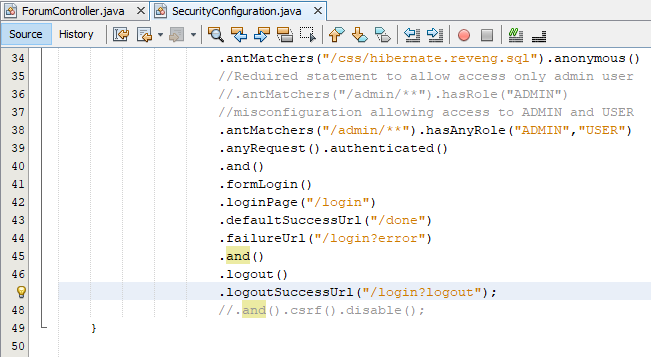 ForumController.java SecurityConfiguration.java
Source History
34 .antMatchers("/css/hibernate.reveng.sql").anonymous()
35 //Reduired statement to allow access only admin user
36 //.antMatchers("/admin/**").hasRole("ADMIN")
37 //misconfiguration allowing access to ADMIN and USER
38 .antMatchers("/admin/**").hasAnyRole("ADMIN","USER")
39 .anyRequest().authenticated()
40 .and()
41 .formLogin()
42 .loginPage("/login")
43 .defaultSuccessUrl("/done")
44 .failureUrl("/login?error")
45 .and()
46 .logout()
.logoutSuccessUrl("/login?logout");
48 //.and().csrf().disable();
49 }
50